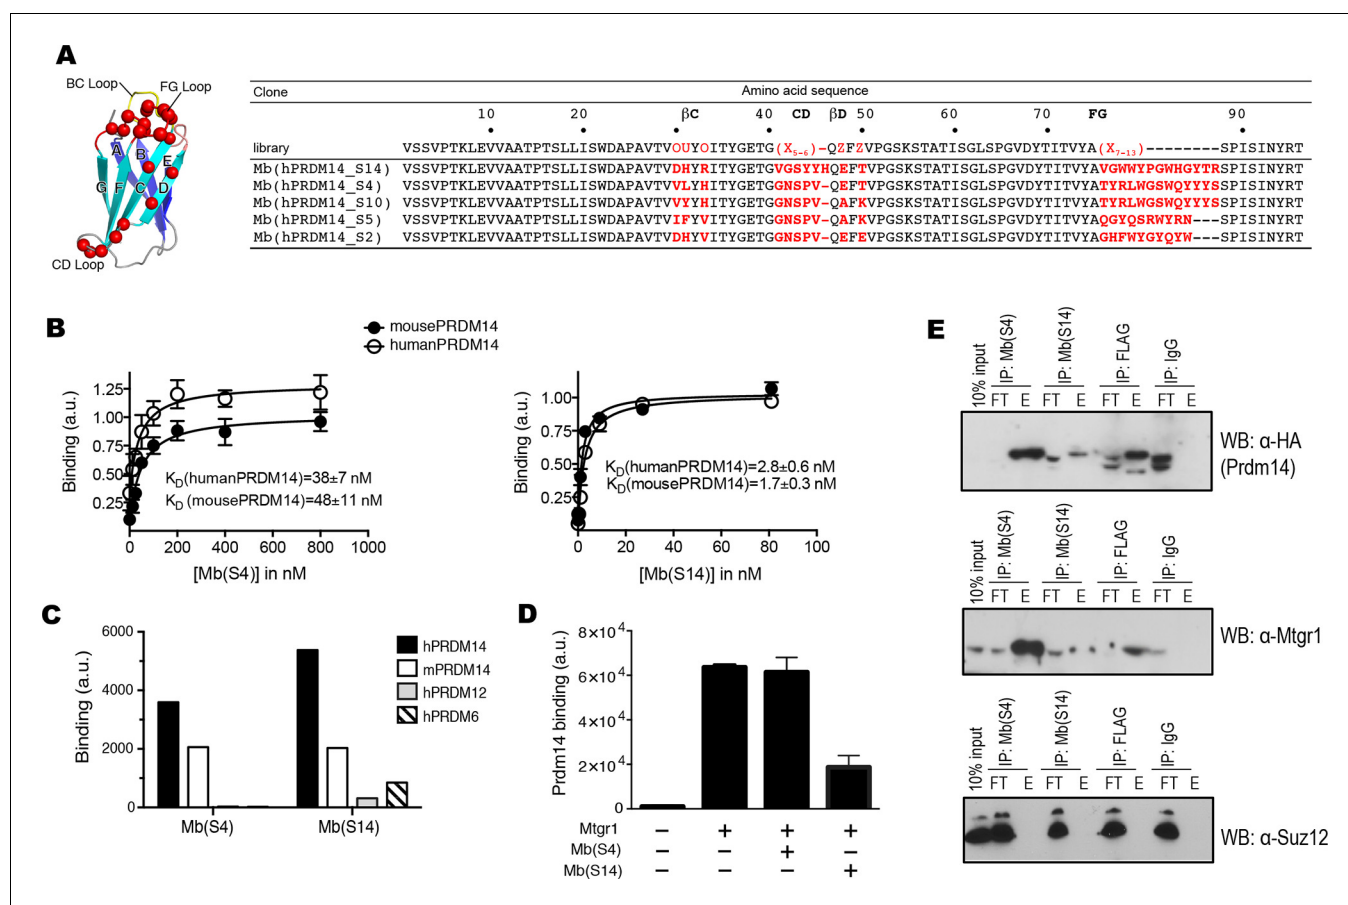 A
BC Loop
FG Loop
A
B
E
G
F
C
D
CD Loop
Clone Amino acid sequence
10 20 βC 40 CD βD 50 60 70 FG 90
library VSSVPTKLEVVAATPTSLLISWDAPAVTVOUYOITYGETG(X5-6)-QZFZVPGSKSTATISGLSPGVDYTITVYA(X7-13)--------SPISINYRT
Mb(hPRDM14_S14) VSSVPTKLEVVAATPTSLLISWDAPAVTVDHYRITYGETGVGSYYHQEFTVPGSKSTATISGLSPGVDYTITVYAVGWWYPGWHGYTRSPISINYRT
Mb(hPRDM14_S4) VSSVPTKLEVVAATPTSLLISWDAPAVTVVLYHITYGETGGNSPV-QAFTVPGSKSTATISGLSPGVDYTITVYATYRLWGSWQYYYSSPISINYRT
Mb(hPRDM14_S10) VSSVPTKLEVVAATPTSLLISWDAPAVTVVYYHITYGETGGNSPV-QAFKVPGSKSTATISGLSPGVDYTITVYATYRLWGSWQYYYSSPISINYRT
Mb(hPRDM14_S5) VSSVPTKLEVVAATPTSLLISWDAPAVTVIFYVITYGETGGNSPV-QAFKVPGSKSTATISGLSPGVDYTITVYAQGYQSRWYRN---SPISINYRT
Mb(hPRDM14_S2) VSSVPTKLEVVAATPTSLLISWDAPAVTVDHYVITYGETGGNSPV-QEFEVPGSKSTATISGLSPGVDYTITVYAGHFWYGYQYW---SPISINYRT
B
mousePRDM14
humanPRDM14
Binding (a.u.)
1.25
1.00
0.75
0.50
0.25
KD(humanPRDM14)=38±7 nM
KD (mousePRDM14)=48±11 nM
0 200 400 600 800 1000
[Mb(S4)] in nM
Binding (a.u.)
1.00
0.75
0.50
0.25
KD(humanPRDM14)=2.8±0.6 nM
KD(mousePRDM14)=1.7±0.3 nM
0 20 40 60 80 100
[Mb(S14)] in nM
C
Binding (a.u.)
6000
4000
2000
0
hPRDM14
mPRDM14
hPRDM12
hPRDM6
Mb(S4) Mb(S14)
D
Prdm14 binding (a.u.)
8×10⁴
6×10⁴
4×10⁴
2×10⁴
0
Mtgr1 – + + +
Mb(S4) – – + –
Mb(S14) – – – +
E
10% input IP: Mb(S4) IP: Mb(S14) IP: FLAG IP: IgG
FT E FT E FT E FT E
WB: α-HA
(Prdm14)
10% input IP: Mb(S4) IP: Mb(S14) IP: FLAG IP: IgG
FT E FT E FT E FT E
WB: α-Mtgr1
10% input IP: Mb(S4) IP: Mb(S14) IP: FLAG IP: IgG
FT E FT E FT E FT E
WB: α-Suz12